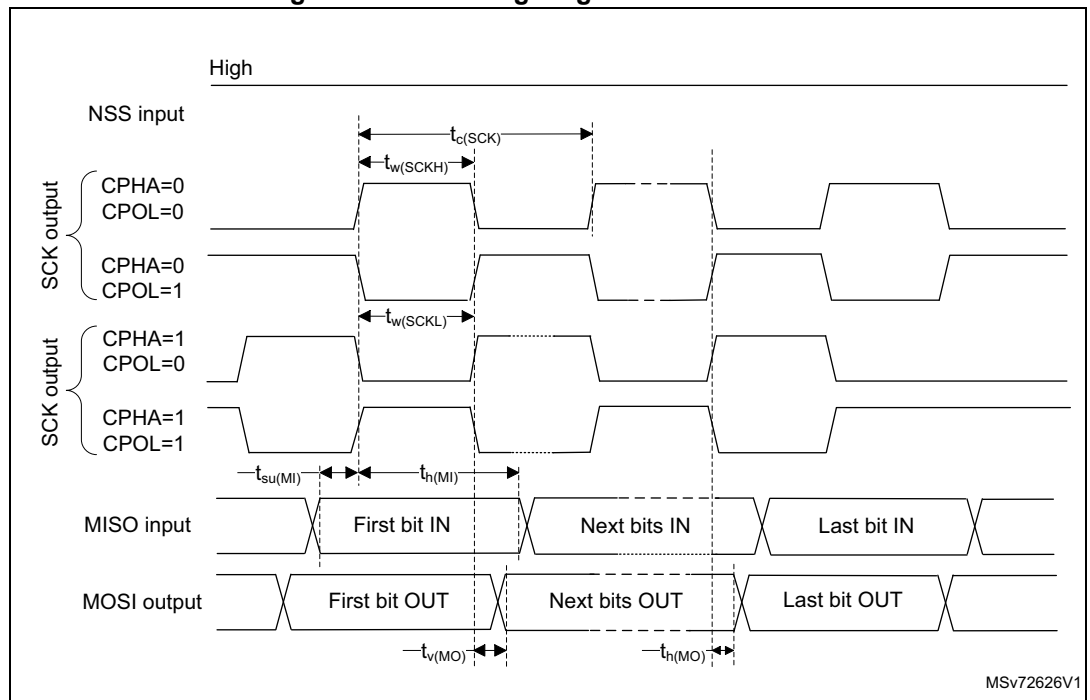 High
NSS input
tc(SCK)
tw(SCKH)
SCK output
CPHA=0
CPOL=0
CPHA=0
CPOL=1
tw(SCKL)
SCK output
CPHA=1
CPOL=0
CPHA=1
CPOL=1
tsu(MI)
th(MI)
MISO input
First bit IN
Next bits IN
Last bit IN
MOSI output
First bit OUT
Next bits OUT
Last bit OUT
tv(MO)
th(MO)
MSv72626V1